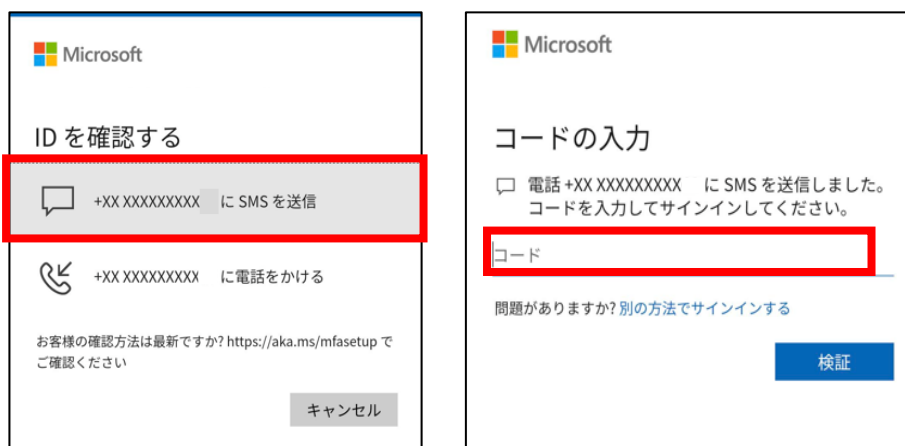 Microsoft
ID を確認する
+XX XXXXXXXXX に SMS を送信
+XX XXXXXXXXX に電話をかける
お客様の確認方法は最新ですか? https://aka.ms/mfasetup で
ご確認ください
キャンセル
Microsoft
コードの入力
電話 +XX XXXXXXXXX に SMS を送信しました。
コードを入力してサインインしてください。
コード
問題がありますか? 別の方法でサインインする
検証